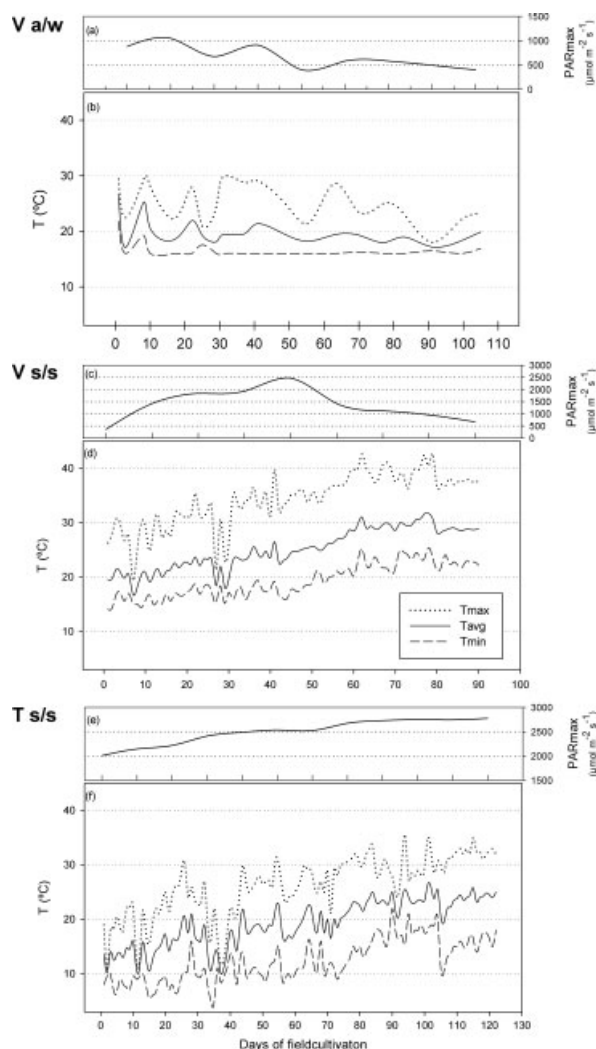 V a/w
(a)
1500
1000
500
0
PARmax
(µmol m⁻² s⁻¹)
(b)
40
30
20
10
T (ºC)
0 10 20 30 40 50 60 70 80 90 100 110
V s/s
(c)
3000
2500
2000
1500
1000
500
0
PARmax
(µmol m⁻² s⁻¹)
(d)
40
30
20
10
T (ºC)
Tmax
Tavg
Tmin
0 10 20 30 40 50 60 70 80 90 100
T s/s
(e)
3000
2500
2000
1500
PARmax
(µmol m⁻² s⁻¹)
(f)
40
30
20
10
T (ºC)
0 10 20 30 40 50 60 70 80 90 100 110 120 130
Days of fieldcultivaton